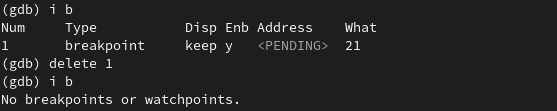 (gdb) i b
Num     Type           Disp Enb Address    What
1       breakpoint     keep y   <PENDING>  21
(gdb) delete 1
(gdb) i b
No breakpoints or watchpoints.